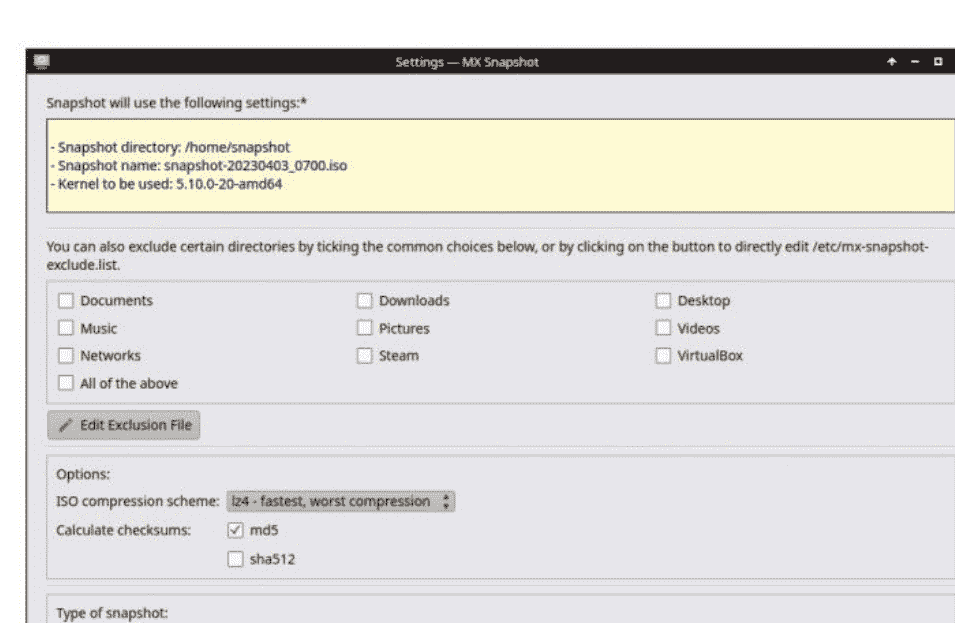 Settings — MX Snapshot
Snapshot will use the following settings:*
- Snapshot directory: /home/snapshot
- Snapshot name: snapshot-20230403_0700.iso
- Kernel to be used: 5.10.0-20-amd64
You can also exclude certain directories by ticking the common choices below, or by clicking on the button to directly edit /etc/mx-snapshot-
exclude.list.
Documents Downloads Desktop
Music Pictures Videos
Networks Steam VirtualBox
All of the above
Edit Exclusion File
Options:
ISO compression scheme: lz4 - fastest, worst compression
Calculate checksums: md5
sha512
Type of snapshot: